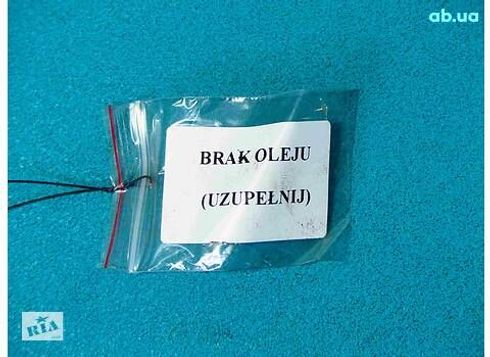 ab.ua
BRAK OLEJU
(UZUPEŁNIJ)
RIA